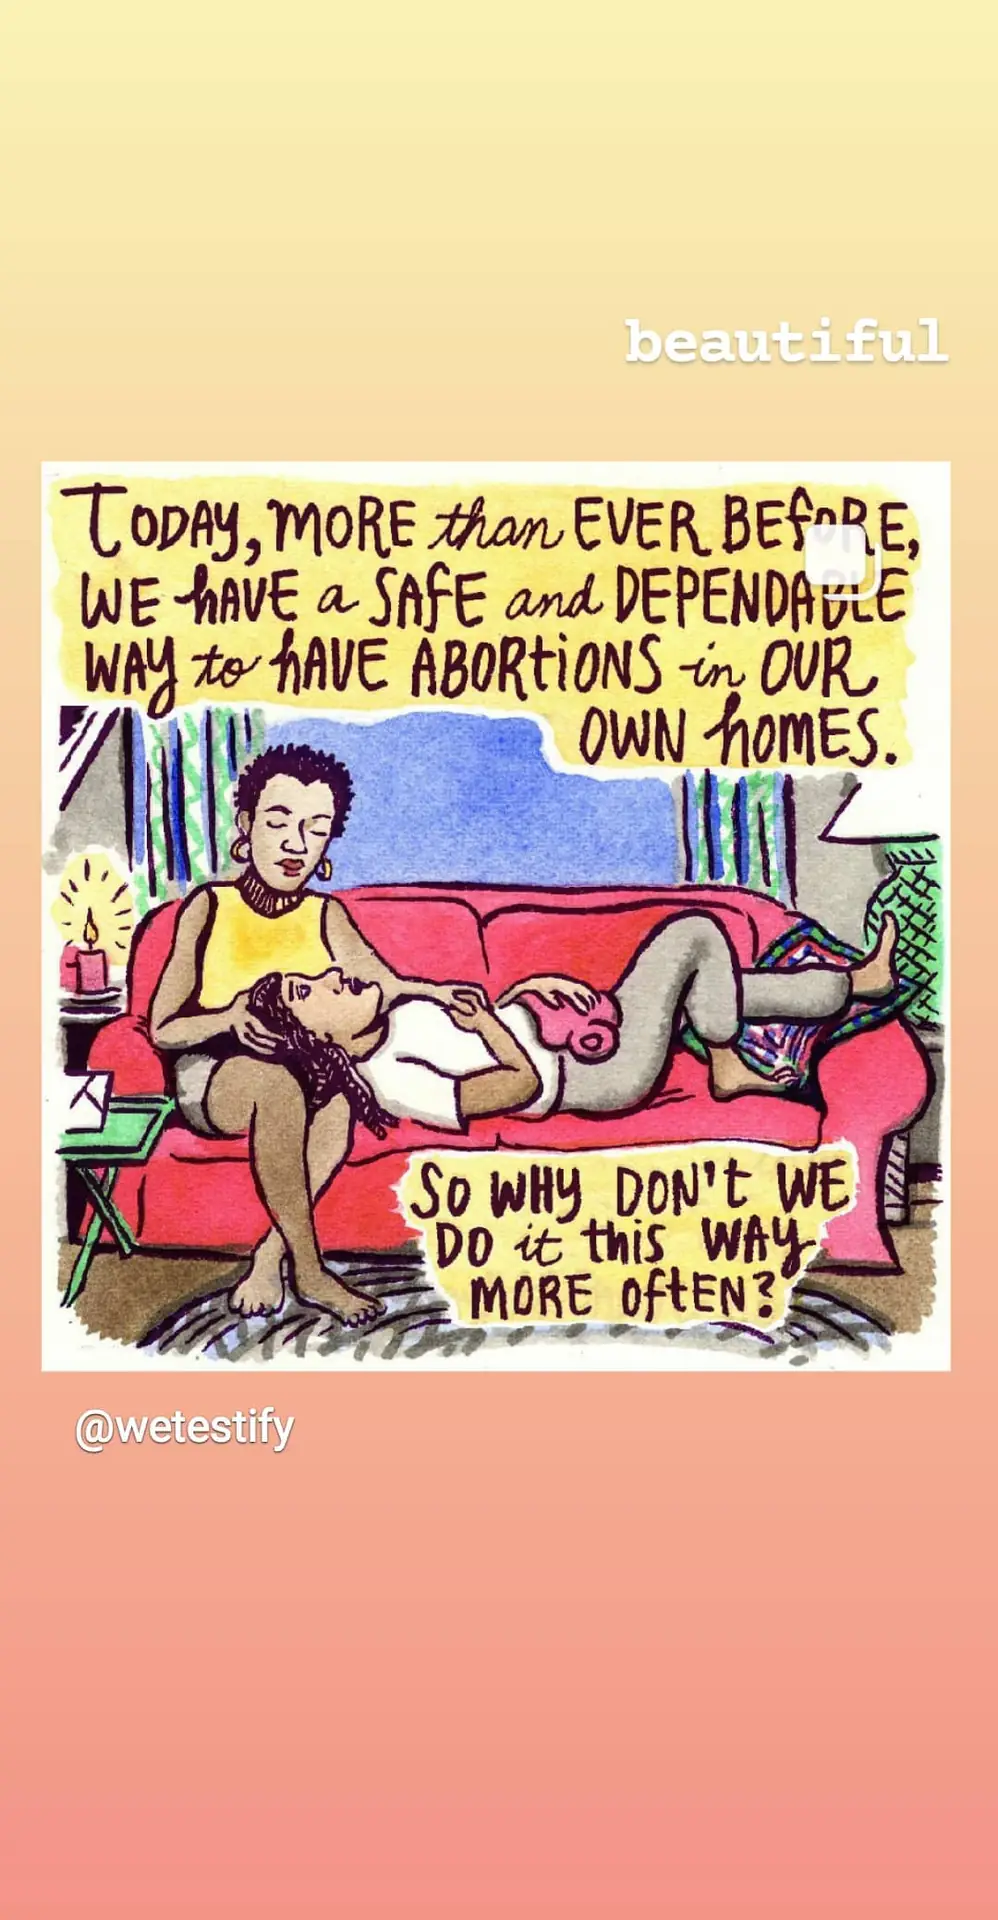 beautiful
TODAY, MORE than EVER BEfoRE,
WE hAVE a SAfE and DEPENDABLE
WAY to hAVE ABORtiONS in OUR
OWN homES.
SO WHY DON't WE
DO it this WAY
MORE oftEN?
@wetestify